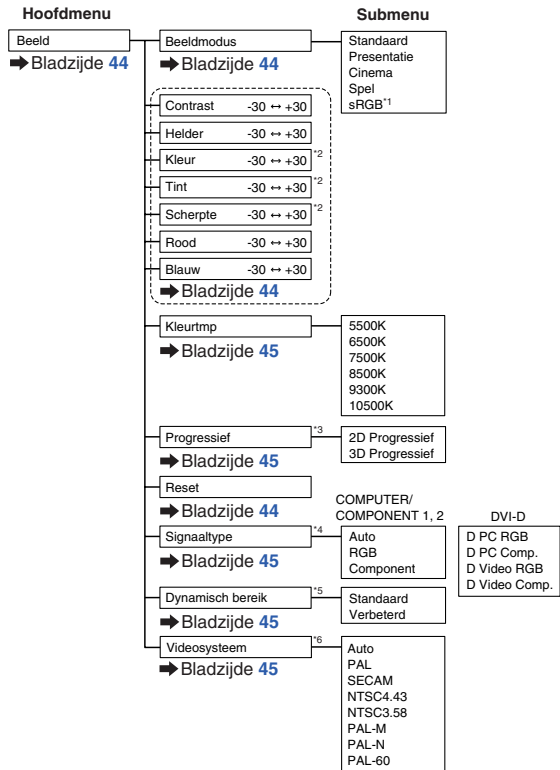 Hoofdmenu
Submenu
Beeld
➡ Bladzijde 44
Beeldmodus
➡ Bladzijde 44
Standaard
Presentatie
Cinema
Spel
sRGB*1
Contrast -30 ↔ +30
Helder -30 ↔ +30
Kleur -30 ↔ +30 *2
Tint -30 ↔ +30 *2
Scherpte -30 ↔ +30 *2
Rood -30 ↔ +30
Blauw -30 ↔ +30
➡ Bladzijde 44
Kleurtmp
➡ Bladzijde 45
5500K
6500K
7500K
8500K
9300K
10500K
Progressief *3
➡ Bladzijde 45
2D Progressief
3D Progressief
Reset
➡ Bladzijde 44
Signaaltype *4
➡ Bladzijde 45
COMPUTER/
COMPONENT 1, 2
Auto
RGB
Component
DVI-D
D PC RGB
D PC Comp.
D Video RGB
D Video Comp.
Dynamisch bereik *5
➡ Bladzijde 45
Standaard
Verbeterd
Videosysteem *6
➡ Bladzijde 45
Auto
PAL
SECAM
NTSC4.43
NTSC3.58
PAL-M
PAL-N
PAL-60